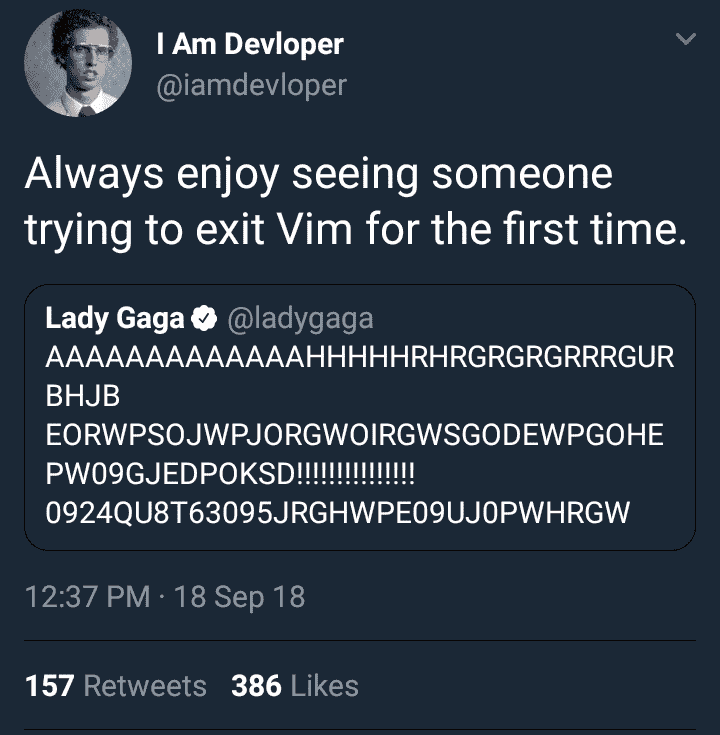 I Am Devloper
@iamdevloper
Always enjoy seeing someone
trying to exit Vim for the first time.
Lady Gaga @ladygaga
AAAAAAAAAAAAAHHHHHRHRGRGRGRRRGUR
BHJB
EORWPSOJWPJORGWOIRGWSGODEWPGOHE
PW09GJEDPOKSD!!!!!!!!!!!!!!!
0924QU8T63095JRGHWPE09UJ0PWHRGW
12:37 PM · 18 Sep 18
157 Retweets 386 Likes